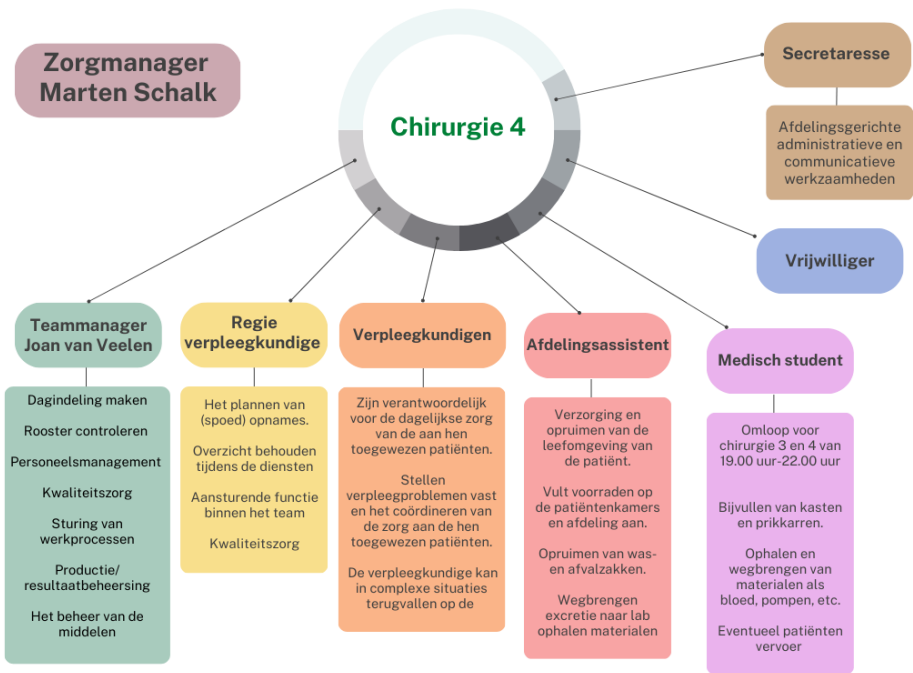 Zorgmanager
Marten Schalk
Chirurgie 4
Secretaresse
Afdelingsgerichte
administratieve en
communicatieve
werkzaamheden
Vrijwilliger
Teammanager
Joan van Veelen
Dagindeling maken
Rooster controleren
Personeelsmanagement
Kwaliteitszorg
Sturing van
werkprocessen
Productie/
resultaatbeheersing
Het beheer van de
middelen
Regie
verpleegkundige
Het plannen van
(spoed) opnames.
Overzicht behouden
tijdens de diensten
Aansturende functie
binnen het team
Kwaliteitszorg
Verpleegkundigen
Zijn verantwoordelijk
voor de dagelijkse zorg
van de aan hen
toegewezen patiënten.
Stellen
verpleegproblemen vast
en het coördineren van
de zorg aan de hen
toegewezen patiënten.
De verpleegkundige kan
in complexe situaties
terugvallen op de
Afdelingsassistent
Verzorging en
opruimen van de
leefomgeving van
de patiënt.
Vult voorraden op
de patiëntenkamers
en afdeling aan.
Opruimen van was-
en afvalzakken.
Wegbrengen
excretie naar lab
ophalen materialen
Medisch student
Omloop voor
chirurgie 3 en 4 van
19.00 uur-22.00 uur
Bijvullen van kasten
en prikkarren.
Ophalen en
wegbrengen van
materialen als
bloed, pompen, etc.
Eventueel patiënten
vervoer